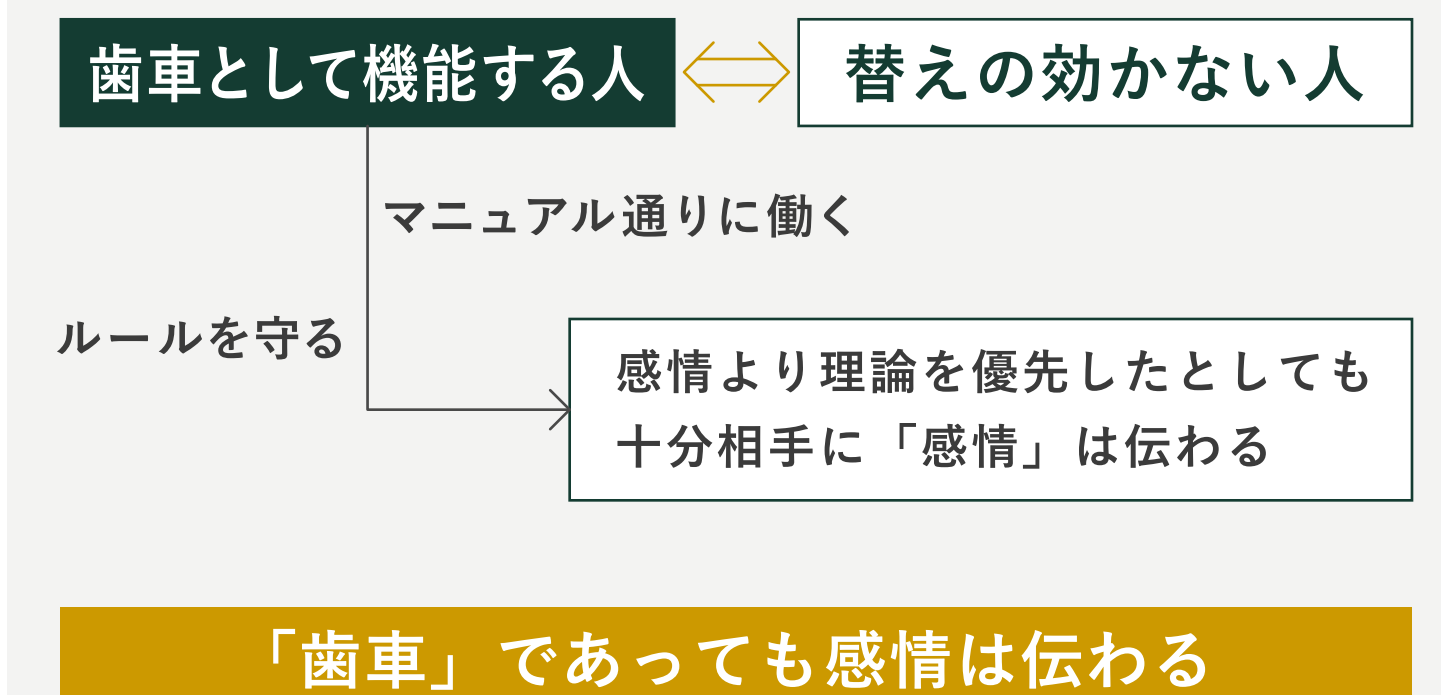 歯車として機能する人
替えの効かない人
マニュアル通りに働く
ルールを守る
感情より理論を優先したとしても
十分相手に「感情」は伝わる
「歯車」であっても感情は伝わる